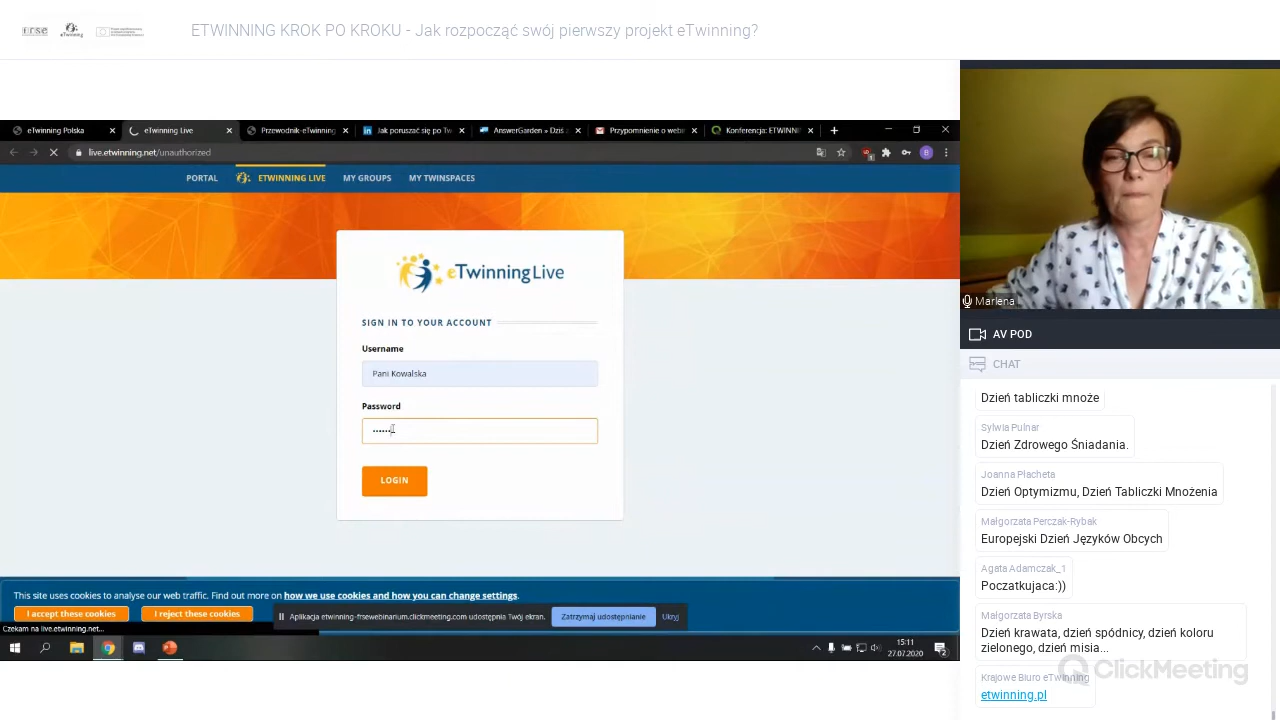 frse
eTwinning
ETWINNING KROK PO KROKU - Jak rozpocząć swój pierwszy projekt eTwinning?
eTwinning Polska
eTwinning Live
Przewodnik-eTwinning
Jak poruszać się po Tw
AnswerGarden » Dziś
Przypomnienie o webi
Konferencja: ETWINNI
live.etwinning.net/unauthorized
PORTAL
ETWINNING LIVE
MY GROUPS
MY TWINSPACES
eTwinning Live
SIGN IN TO YOUR ACCOUNT
Username
Pani Kowalska
Password
LOGIN
This site uses cookies to analyse our web traffic. Find out more on how we use cookies and how you can change settings.
I accept these cookies
I reject these cookies
Aplikacja etwinning-frsewebinarium.clickmeeting.com udostępnia Twój ekran.
Zatrzymaj udostępnianie
Ukryj
Czekam na live.etwinning.net...
15:11
27.07.2020
Marlena
AV POD
CHAT
Dzień tabliczki mnoże
Sylwia Pulnar
Dzień Zdrowego Śniadania.
Joanna Płacheta
Dzień Optymizmu, Dzień Tabliczki Mnożenia
Małgorzata Perczak-Rybak
Europejski Dzień Języków Obcych
Agata Adamczak_1
Poczatkujaca:))
Małgorzata Byrska
Dzień krawata, dzień spódnicy, dzień koloru
zielonego, dzień misia...
Krajowe Biuro eTwinning
etwinning.pl
ClickMeeting